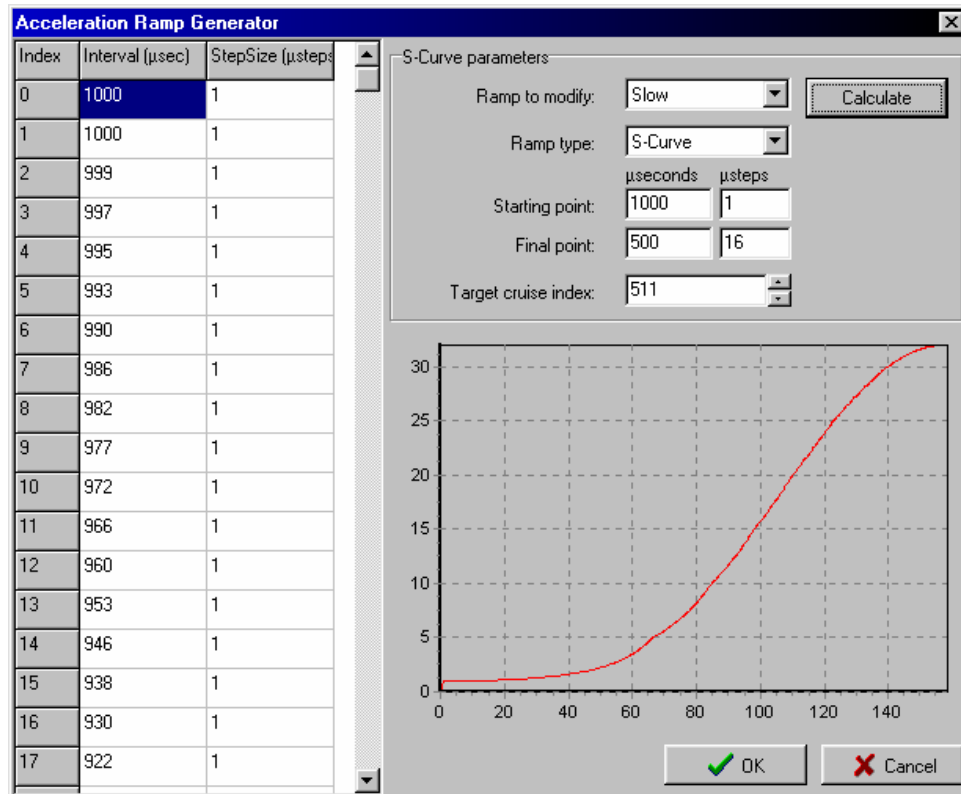 Acceleration Ramp Generator
Index Interval (µsec) StepSize (µsteps
0 1000 1
1 1000 1
2 999 1
3 997 1
4 995 1
5 993 1
6 990 1
7 986 1
8 982 1
9 977 1
10 972 1
11 966 1
12 960 1
13 953 1
14 946 1
15 938 1
16 930 1
17 922 1
S-Curve parameters
Ramp to modify: Slow Calculate
Ramp type: S-Curve
µseconds µsteps
Starting point: 1000 1
Final point: 500 16
Target cruise index: 511
30
25
20
15
10
5
0
0 20 40 60 80 100 120 140
OK Cancel